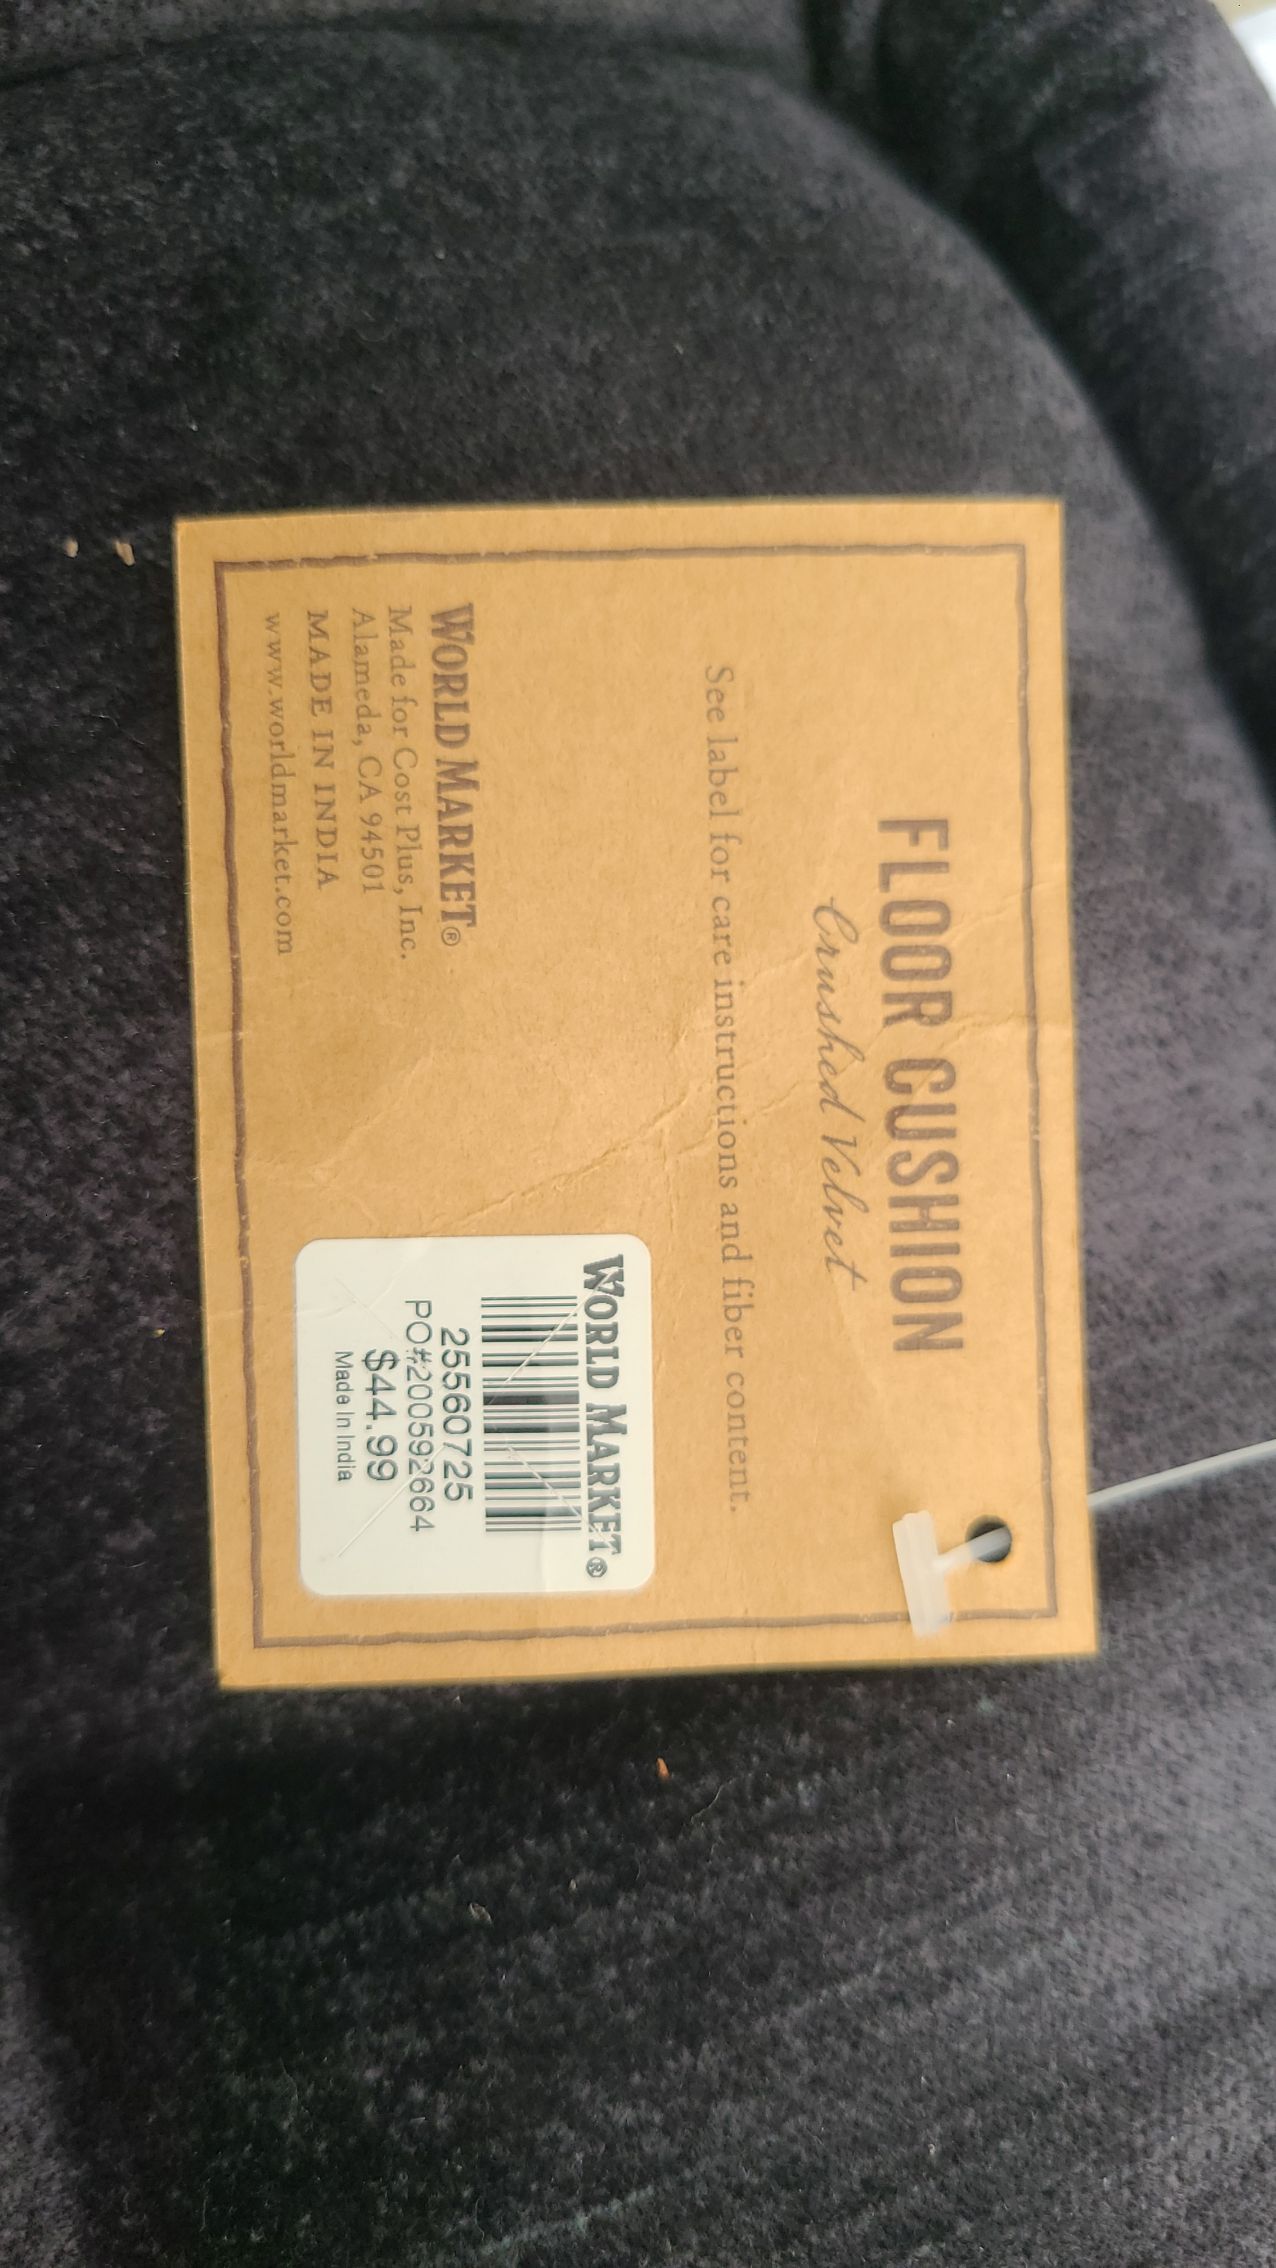 FLOOR CUSHION
Crushed Velvet
See label for care instructions and fiber content.
WORLD MARKET®
Made for Cost Plus, Inc.
Alameda, CA 94501
MADE IN INDIA
www.worldmarket.com
WORLD MARKET®
25560725
PO#200592664
$44.99
Made In India